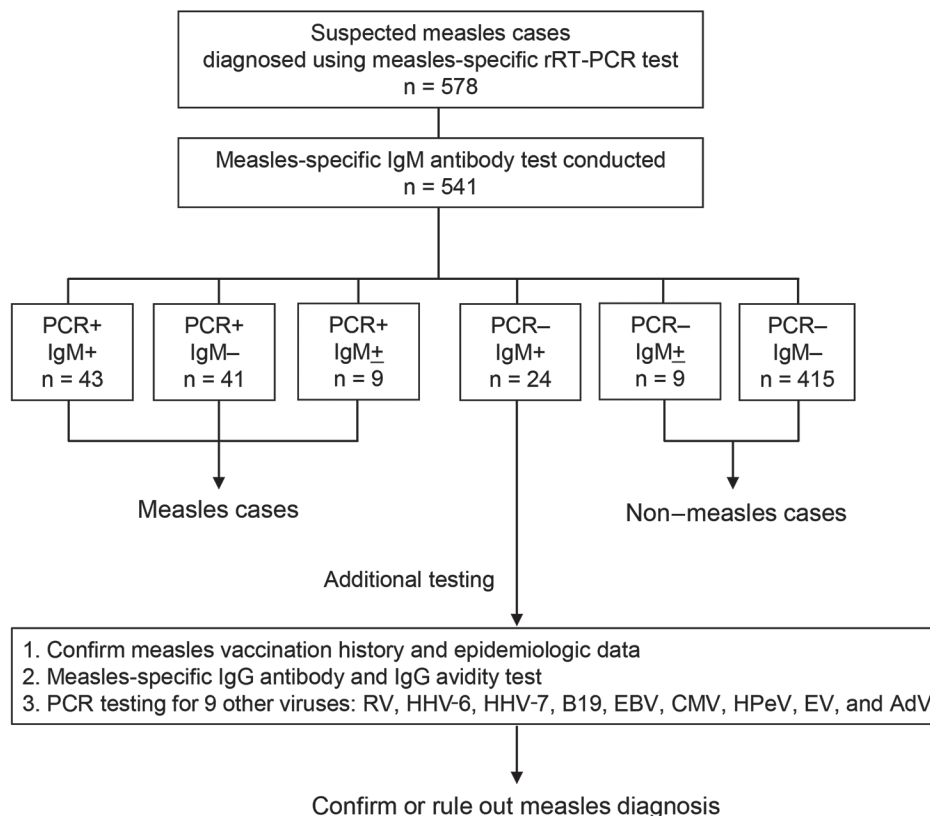 Suspected measles cases
diagnosed using measles-specific rRT-PCR test
n = 578
Measles-specific IgM antibody test conducted
n = 541
PCR+
IgM+
n = 43
PCR+
IgM–
n = 41
PCR+
IgM±
n = 9
PCR–
IgM+
n = 24
PCR–
IgM±
n = 9
PCR–
IgM–
n = 415
Measles cases
Non–measles cases
Additional testing
1. Confirm measles vaccination history and epidemiologic data
2. Measles-specific IgG antibody and IgG avidity test
3. PCR testing for 9 other viruses: RV, HHV-6, HHV-7, B19, EBV, CMV, HPeV, EV, and AdV
Confirm or rule out measles diagnosis